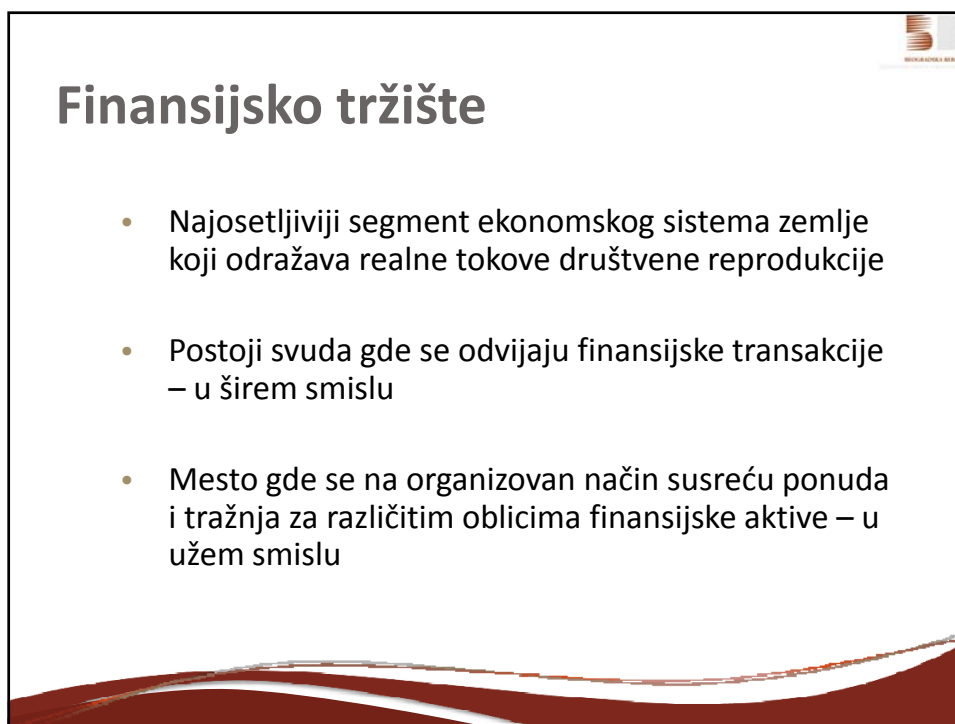 Finansijsko tržište
• Najosetljiviji segment ekonomskog sistema zemlje
koji odražava realne tokove društvene reprodukcije
• Postoji svuda gde se odvijaju finansijske transakcije
– u širem smislu
• Mesto gde se na organizovan način susreću ponuda
i tražnja za različitim oblicima finansijske aktive – u
užem smislu